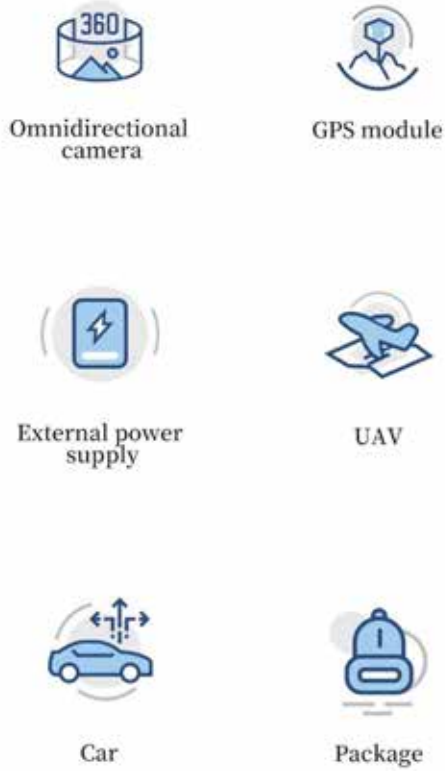 360
Omnidirectional
camera
GPS module
External power
supply
UAV
Car
Package